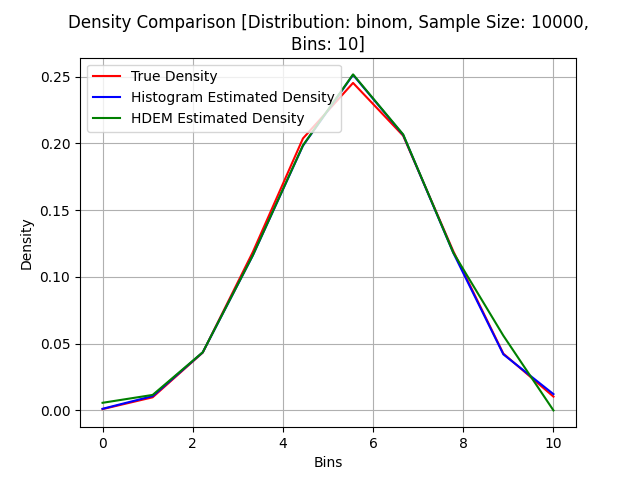 Density Comparison [Distribution: binom, Sample Size: 10000,
Bins: 10]
True Density
Histogram Estimated Density
HDEM Estimated Density
0.25
0.20
0.15
0.10
0.05
0.00
Density
0 2 4 6 8 10
Bins